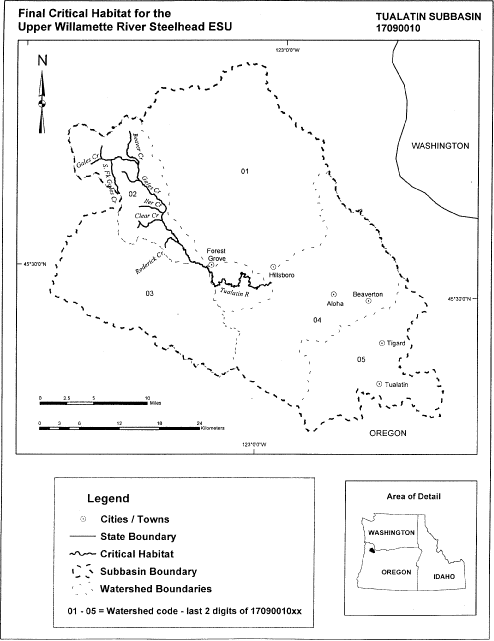 Final Critical Habitat for the
Upper Willamette River Steelhead ESU
TUALATIN SUBBASIN
17090010
123°0'0"W
N
WASHINGTON
Beaver Cr
Gales Cr
S. Fk Gales Cr
Gales Cr
Iler Cr
Clear Cr
Roderick Cr
01
02
03
04
05
45°30'0"N
45°30'0"N
Forest
Grove
Hillsboro
Tualatin R
Aloha
Beaverton
Tigard
Tualatin
0 2.5 5 10
Miles
0 3 6 12 18 24
Kilometers
123°0'0"W
OREGON
Legend
Cities / Towns
State Boundary
Critical Habitat
Subbasin Boundary
Watershed Boundaries
01 - 05 = Watershed code - last 2 digits of 17090010xx
Area of Detail
WASHINGTON
OREGON
IDAHO